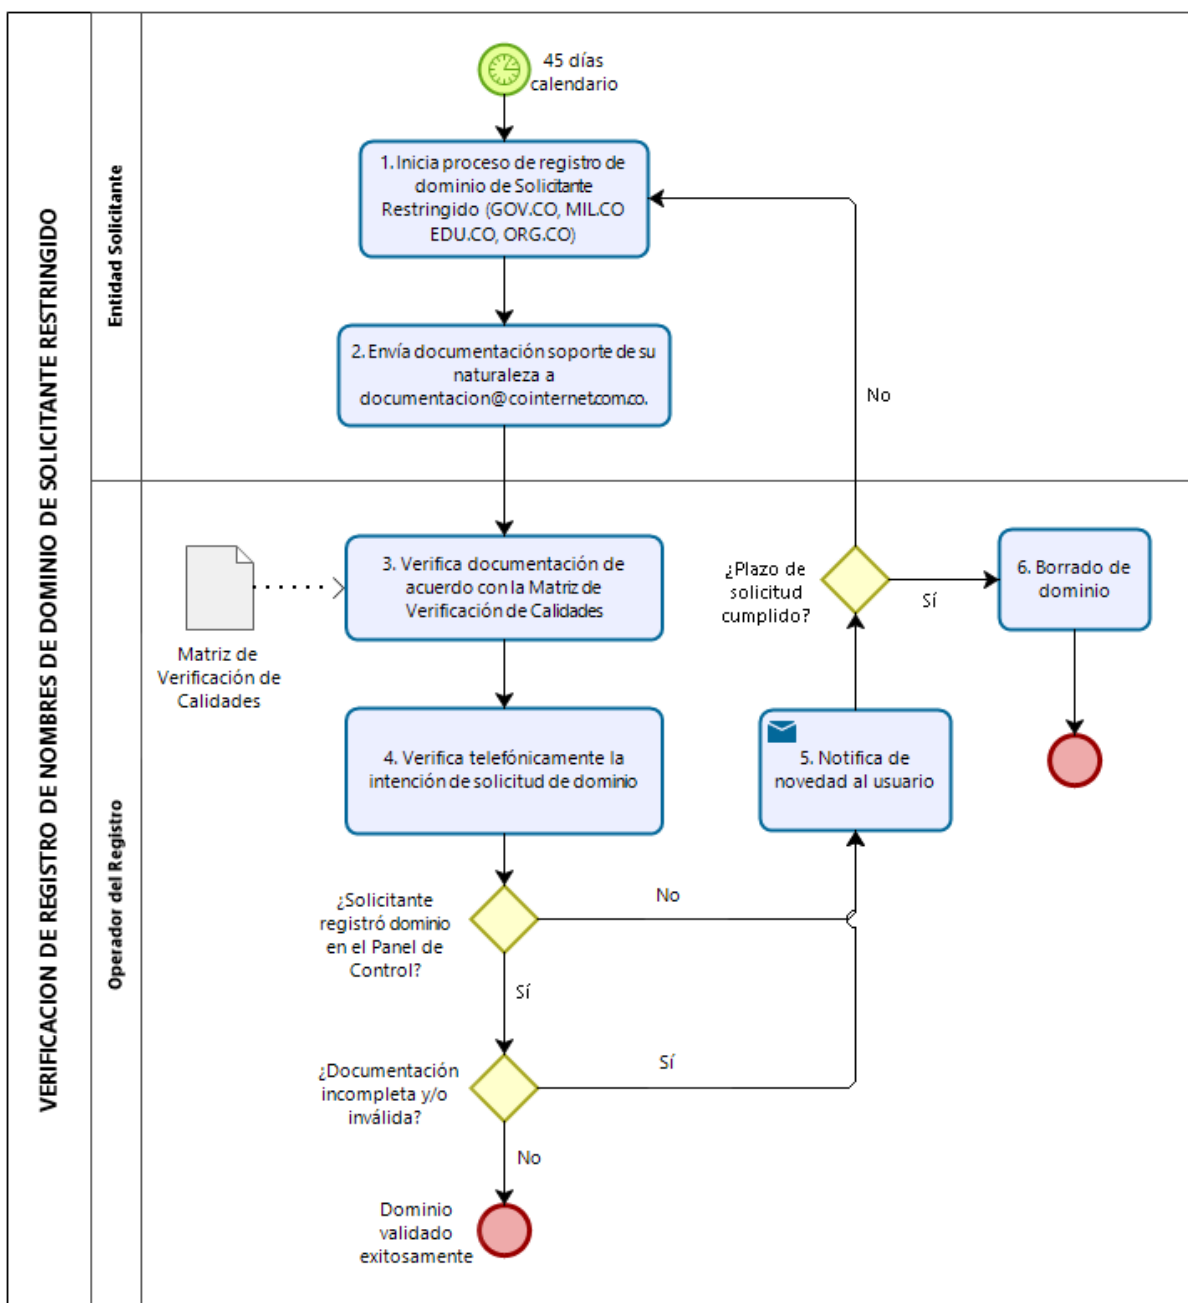 VERIFICACION DE REGISTRO DE NOMBRES DE DOMINIO DE SOLICITANTE RESTRINGIDO
Entidad Solicitante
45 días
calendario
1. Inicia proceso de registro de
dominio de Solicitante
Restringido (GOV.CO, MIL.CO
EDU.CO, ORG.CO)
2. Envía documentación soporte de su
naturaleza a
documentacion@cointernet.com.co.
No
Operador del Registro
Matriz de
Verificación de
Calidades
3. Verifica documentación de
acuerdo con la Matriz de
Verificación de Calidades
¿Plazo de
solicitud
cumplido?
Sí
6. Borrado de
dominio
4. Verifica telefónicamente la
intención de solicitud de dominio
5. Notifica de
novedad al usuario
¿Solicitante
registró dominio
en el Panel de
Control?
No
Sí
¿Documentación
incompleta y/o
inválida?
Sí
No
Dominio
validado
exitosamente